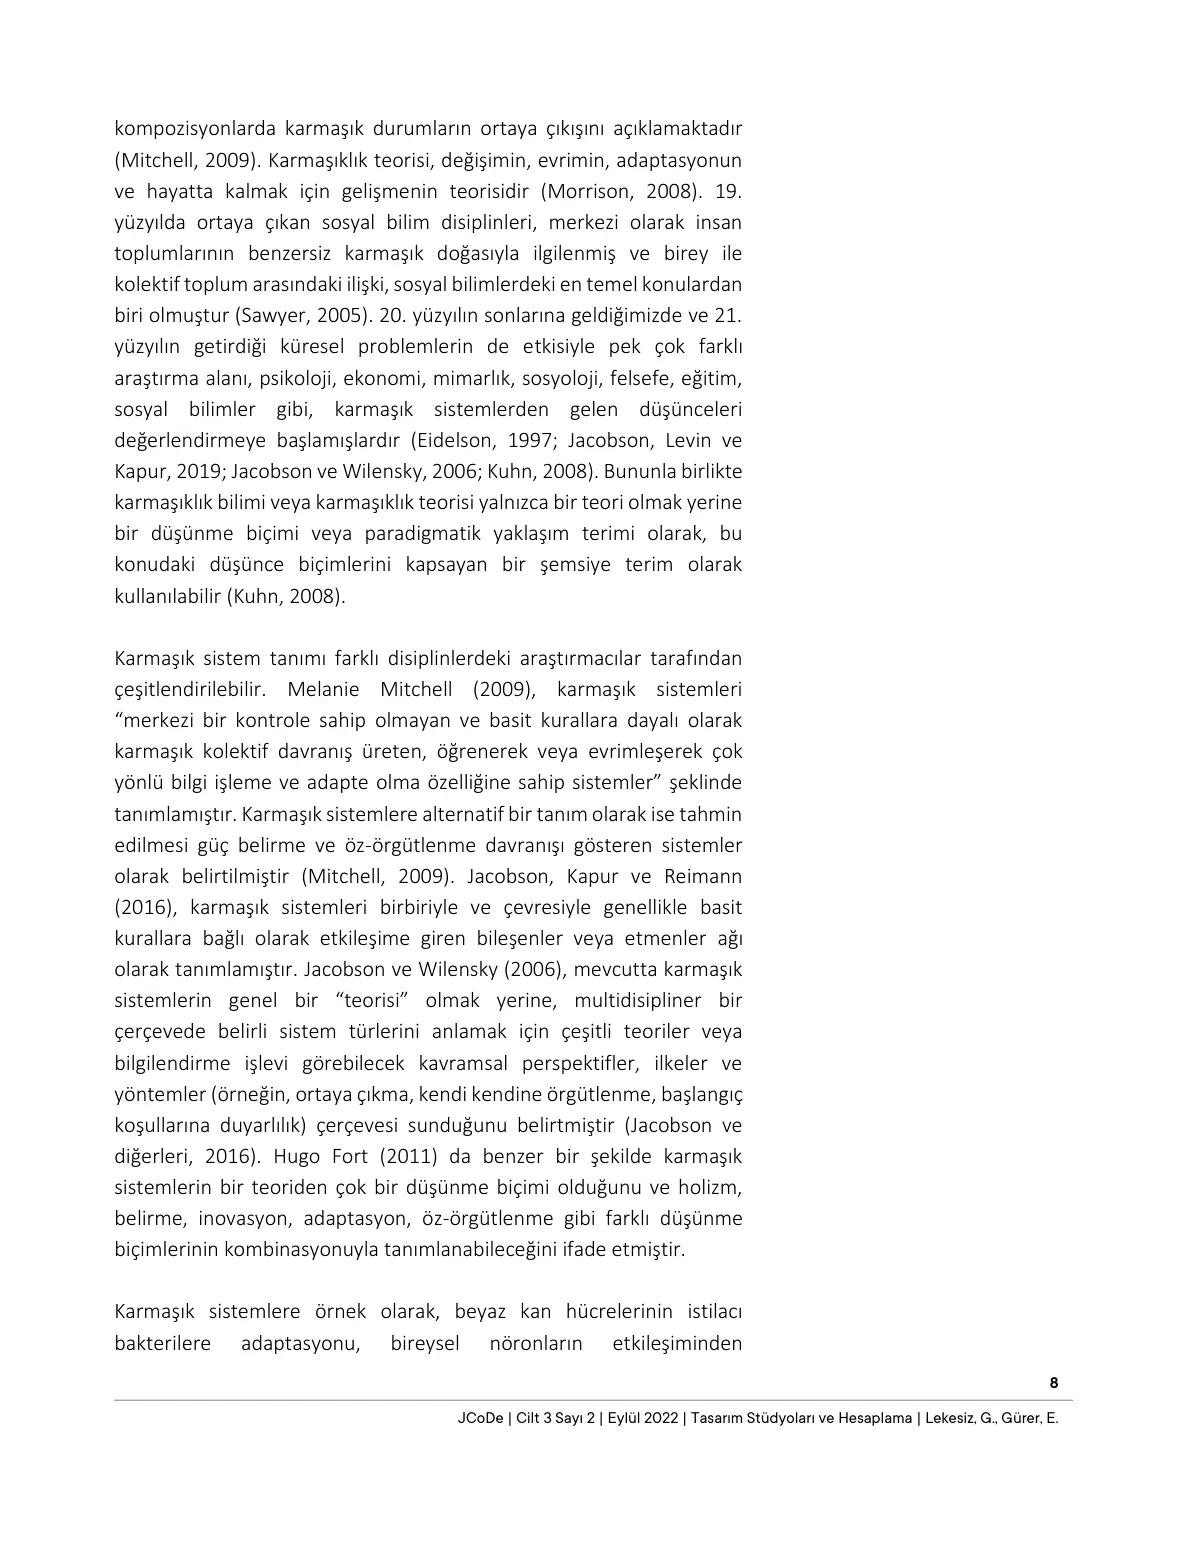 kompozisyonlarda karmaşık durumların ortaya çıkışını açıklamaktadır
(Mitchell, 2009). Karmaşıklık teorisi, değişimin, evrimin, adaptasyonun
ve hayatta kalmak için gelişmenin teorisidir (Morrison, 2008). 19.
yüzyılda ortaya çıkan sosyal bilim disiplinleri, merkezi olarak insan
toplumlarının benzersiz karmaşık doğasıyla ilgilenmiş ve birey ile
kolektif toplum arasındaki ilişki, sosyal bilimlerdeki en temel konulardan
biri olmuştur (Sawyer, 2005). 20. yüzyılın sonlarına geldiğimizde ve 21.
yüzyılın getirdiği küresel problemlerin de etkisiyle pek çok farklı
araştırma alanı, psikoloji, ekonomi, mimarlık, sosyoloji, felsefe, eğitim,
sosyal bilimler gibi, karmaşık sistemlerden gelen düşünceleri
değerlendirmeye başlamışlardır (Eidelson, 1997; Jacobson, Levin ve
Kapur, 2019; Jacobson ve Wilensky, 2006; Kuhn, 2008). Bununla birlikte
karmaşıklık bilimi veya karmaşıklık teorisi yalnızca bir teori olmak yerine
bir düşünme biçimi veya paradigmatik yaklaşım terimi olarak, bu
konudaki düşünce biçimlerini kapsayan bir şemsiye terim olarak
kullanılabilir (Kuhn, 2008).
Karmaşık sistem tanımı farklı disiplinlerdeki araştırmacılar tarafından
çeşitlendirilebilir. Melanie Mitchell (2009), karmaşık sistemleri
“merkezi bir kontrole sahip olmayan ve basit kurallara dayalı olarak
karmaşık kolektif davranış üreten, öğrenerek veya evrimleşerek çok
yönlü bilgi işleme ve adapte olma özelliğine sahip sistemler” şeklinde
tanımlamıştır. Karmaşık sistemlere alternatif bir tanım olarak ise tahmin
edilmesi güç belirme ve öz-örgütlenme davranışı gösteren sistemler
olarak belirtilmiştir (Mitchell, 2009). Jacobson, Kapur ve Reimann
(2016), karmaşık sistemleri birbiriyle ve çevresiyle genellikle basit
kurallara bağlı olarak etkileşime giren bileşenler veya etmenler ağı
olarak tanımlamıştır. Jacobson ve Wilensky (2006), mevcutta karmaşık
sistemlerin genel bir “teorisi” olmak yerine, multidisipliner bir
çerçevede belirli sistem türlerini anlamak için çeşitli teoriler veya
bilgilendirme işlevi görebilecek kavramsal perspektifler, ilkeler ve
yöntemler (örneğin, ortaya çıkma, kendi kendine örgütlenme, başlangıç
koşullarına duyarlılık) çerçevesi sunduğunu belirtmiştir (Jacobson ve
diğerleri, 2016). Hugo Fort (2011) da benzer bir şekilde karmaşık
sistemlerin bir teoriden çok bir düşünme biçimi olduğunu ve holizm,
belirme, inovasyon, adaptasyon, öz-örgütlenme gibi farklı düşünme
biçimlerinin kombinasyonuyla tanımlanabileceğini ifade etmiştir.
Karmaşık sistemlere örnek olarak, beyaz kan hücrelerinin istilacı
bakterilere adaptasyonu, bireysel nöronların etkileşiminden
8
JCoDe | Cilt 3 Sayı 2 | Eylül 2022 | Tasarım Stüdyoları ve Hesaplama | Lekesiz, G., Gürer, E.